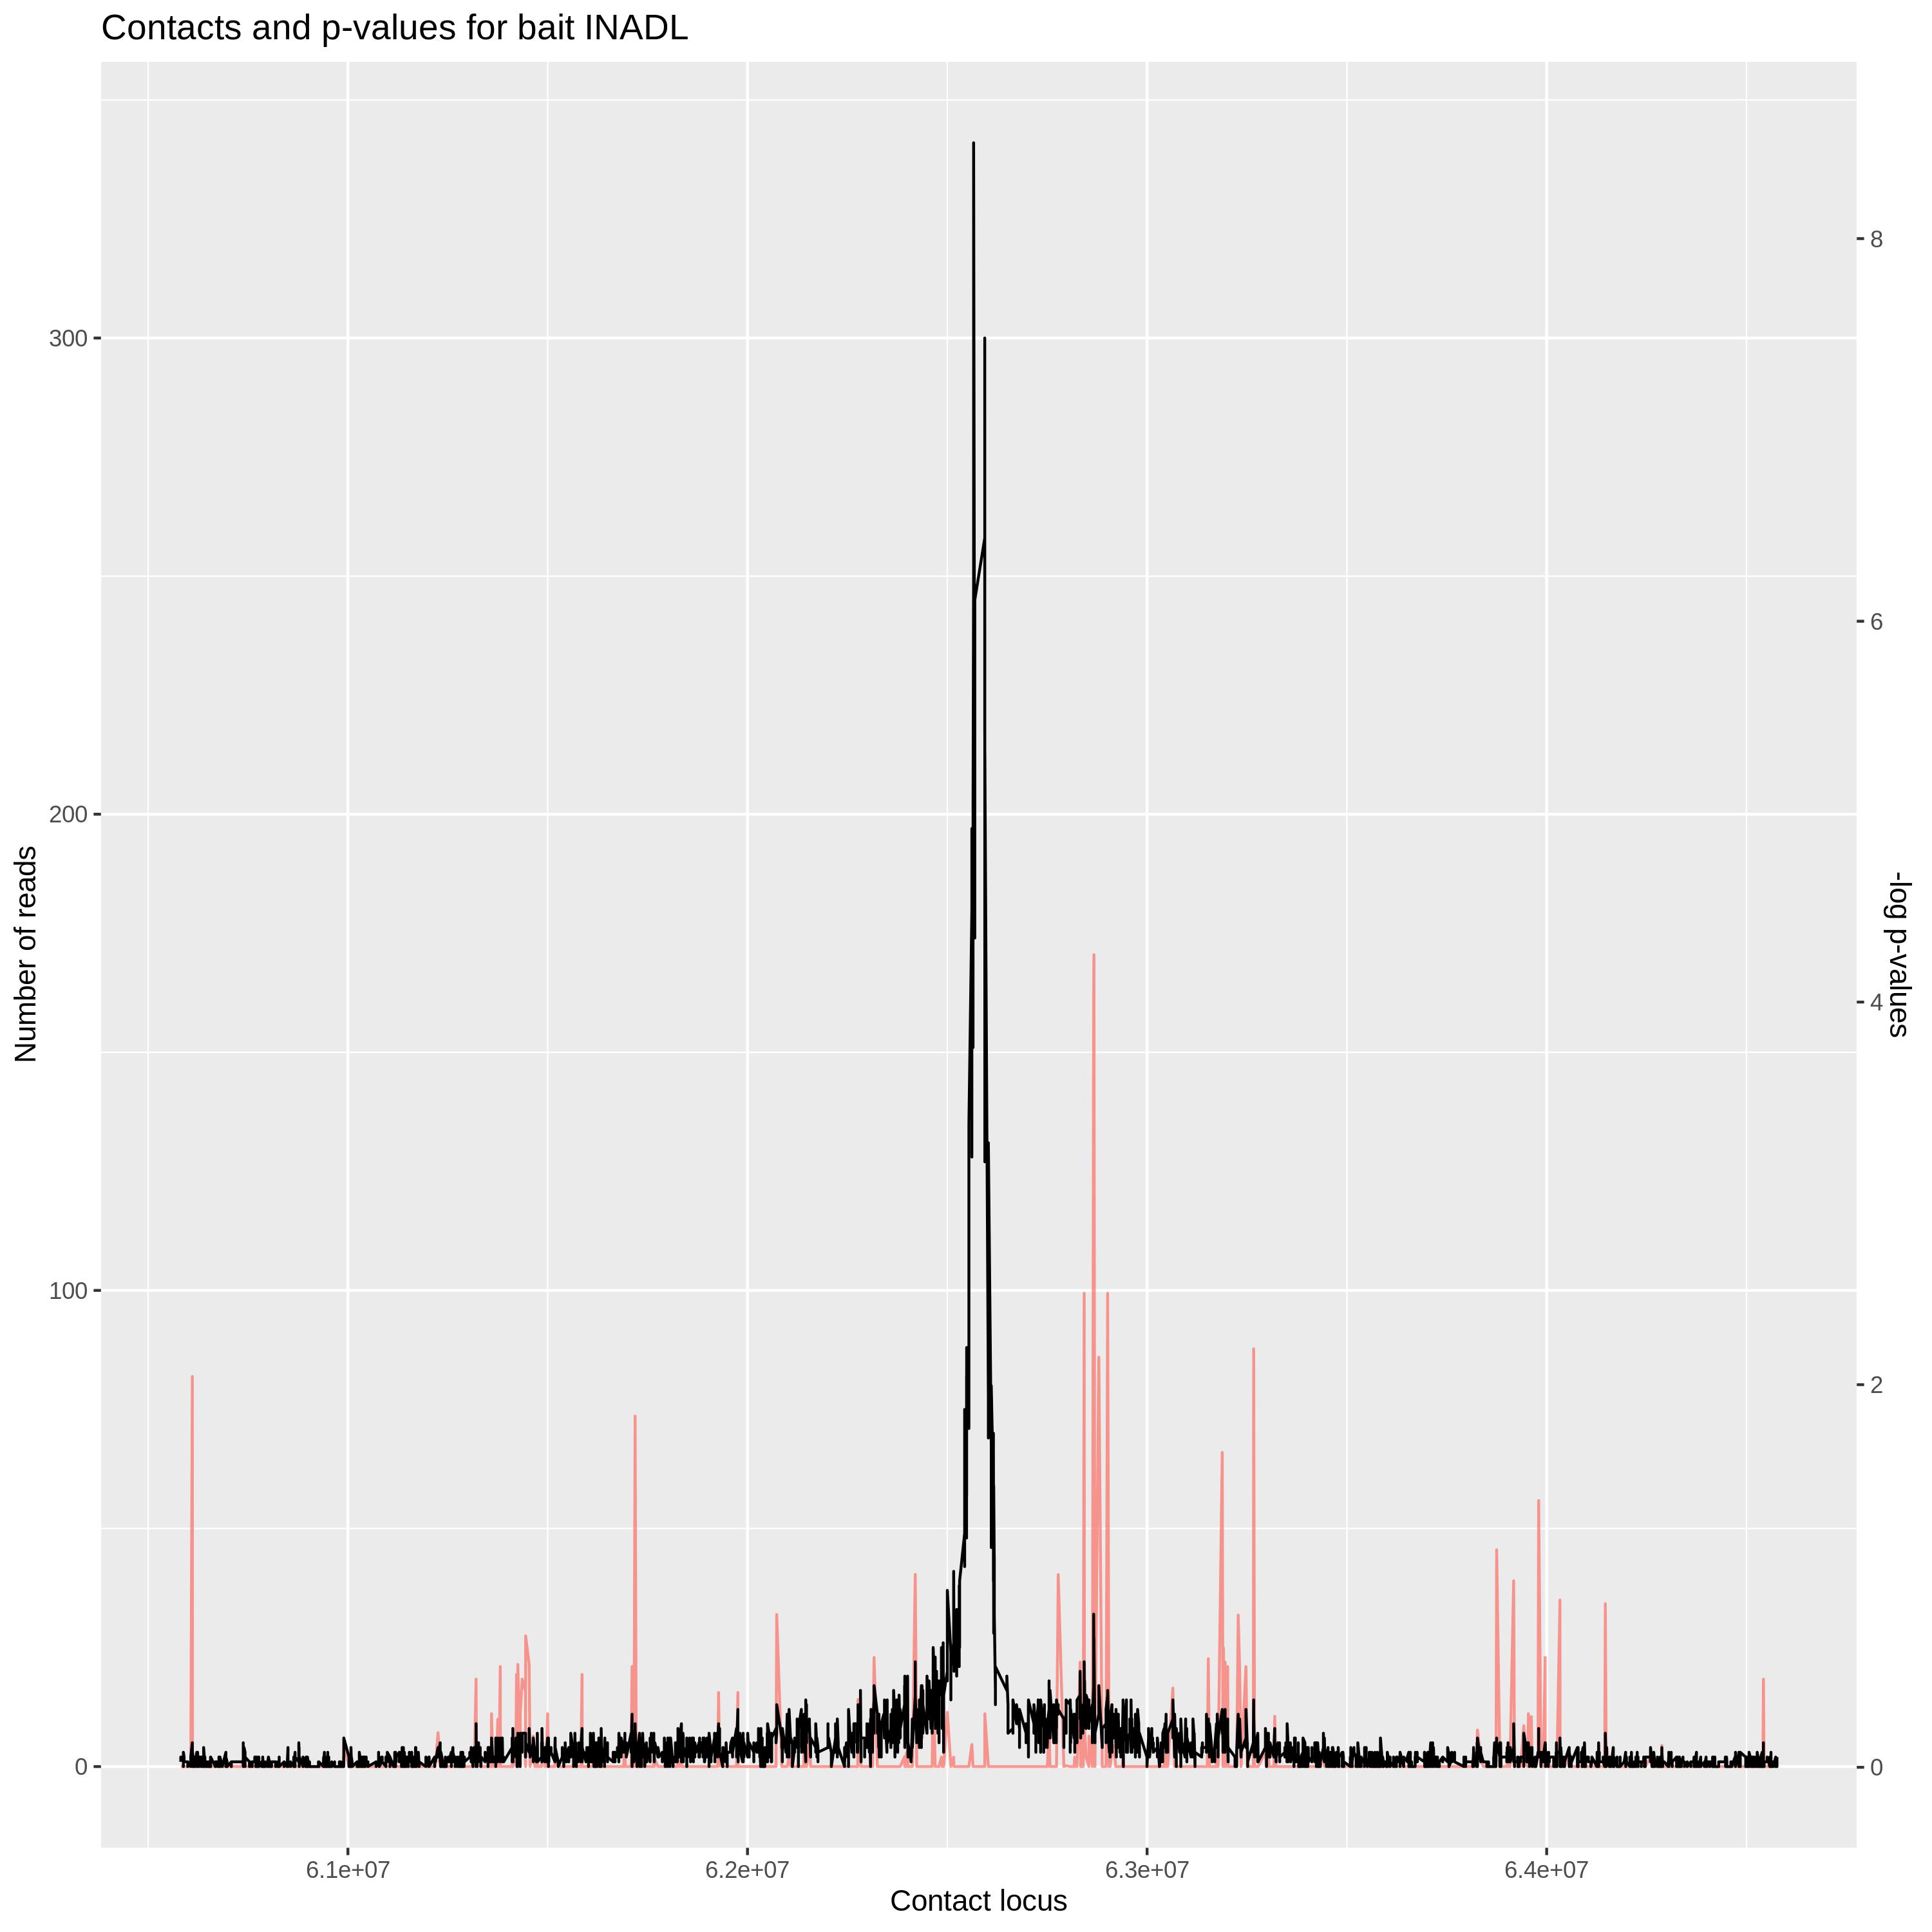 Contacts and p-values for bait INADL
Number of reads
300
200
100
0
8
6
4
2
0
-log p-values
6.1e+07 6.2e+07 6.3e+07 6.4e+07
Contact locus